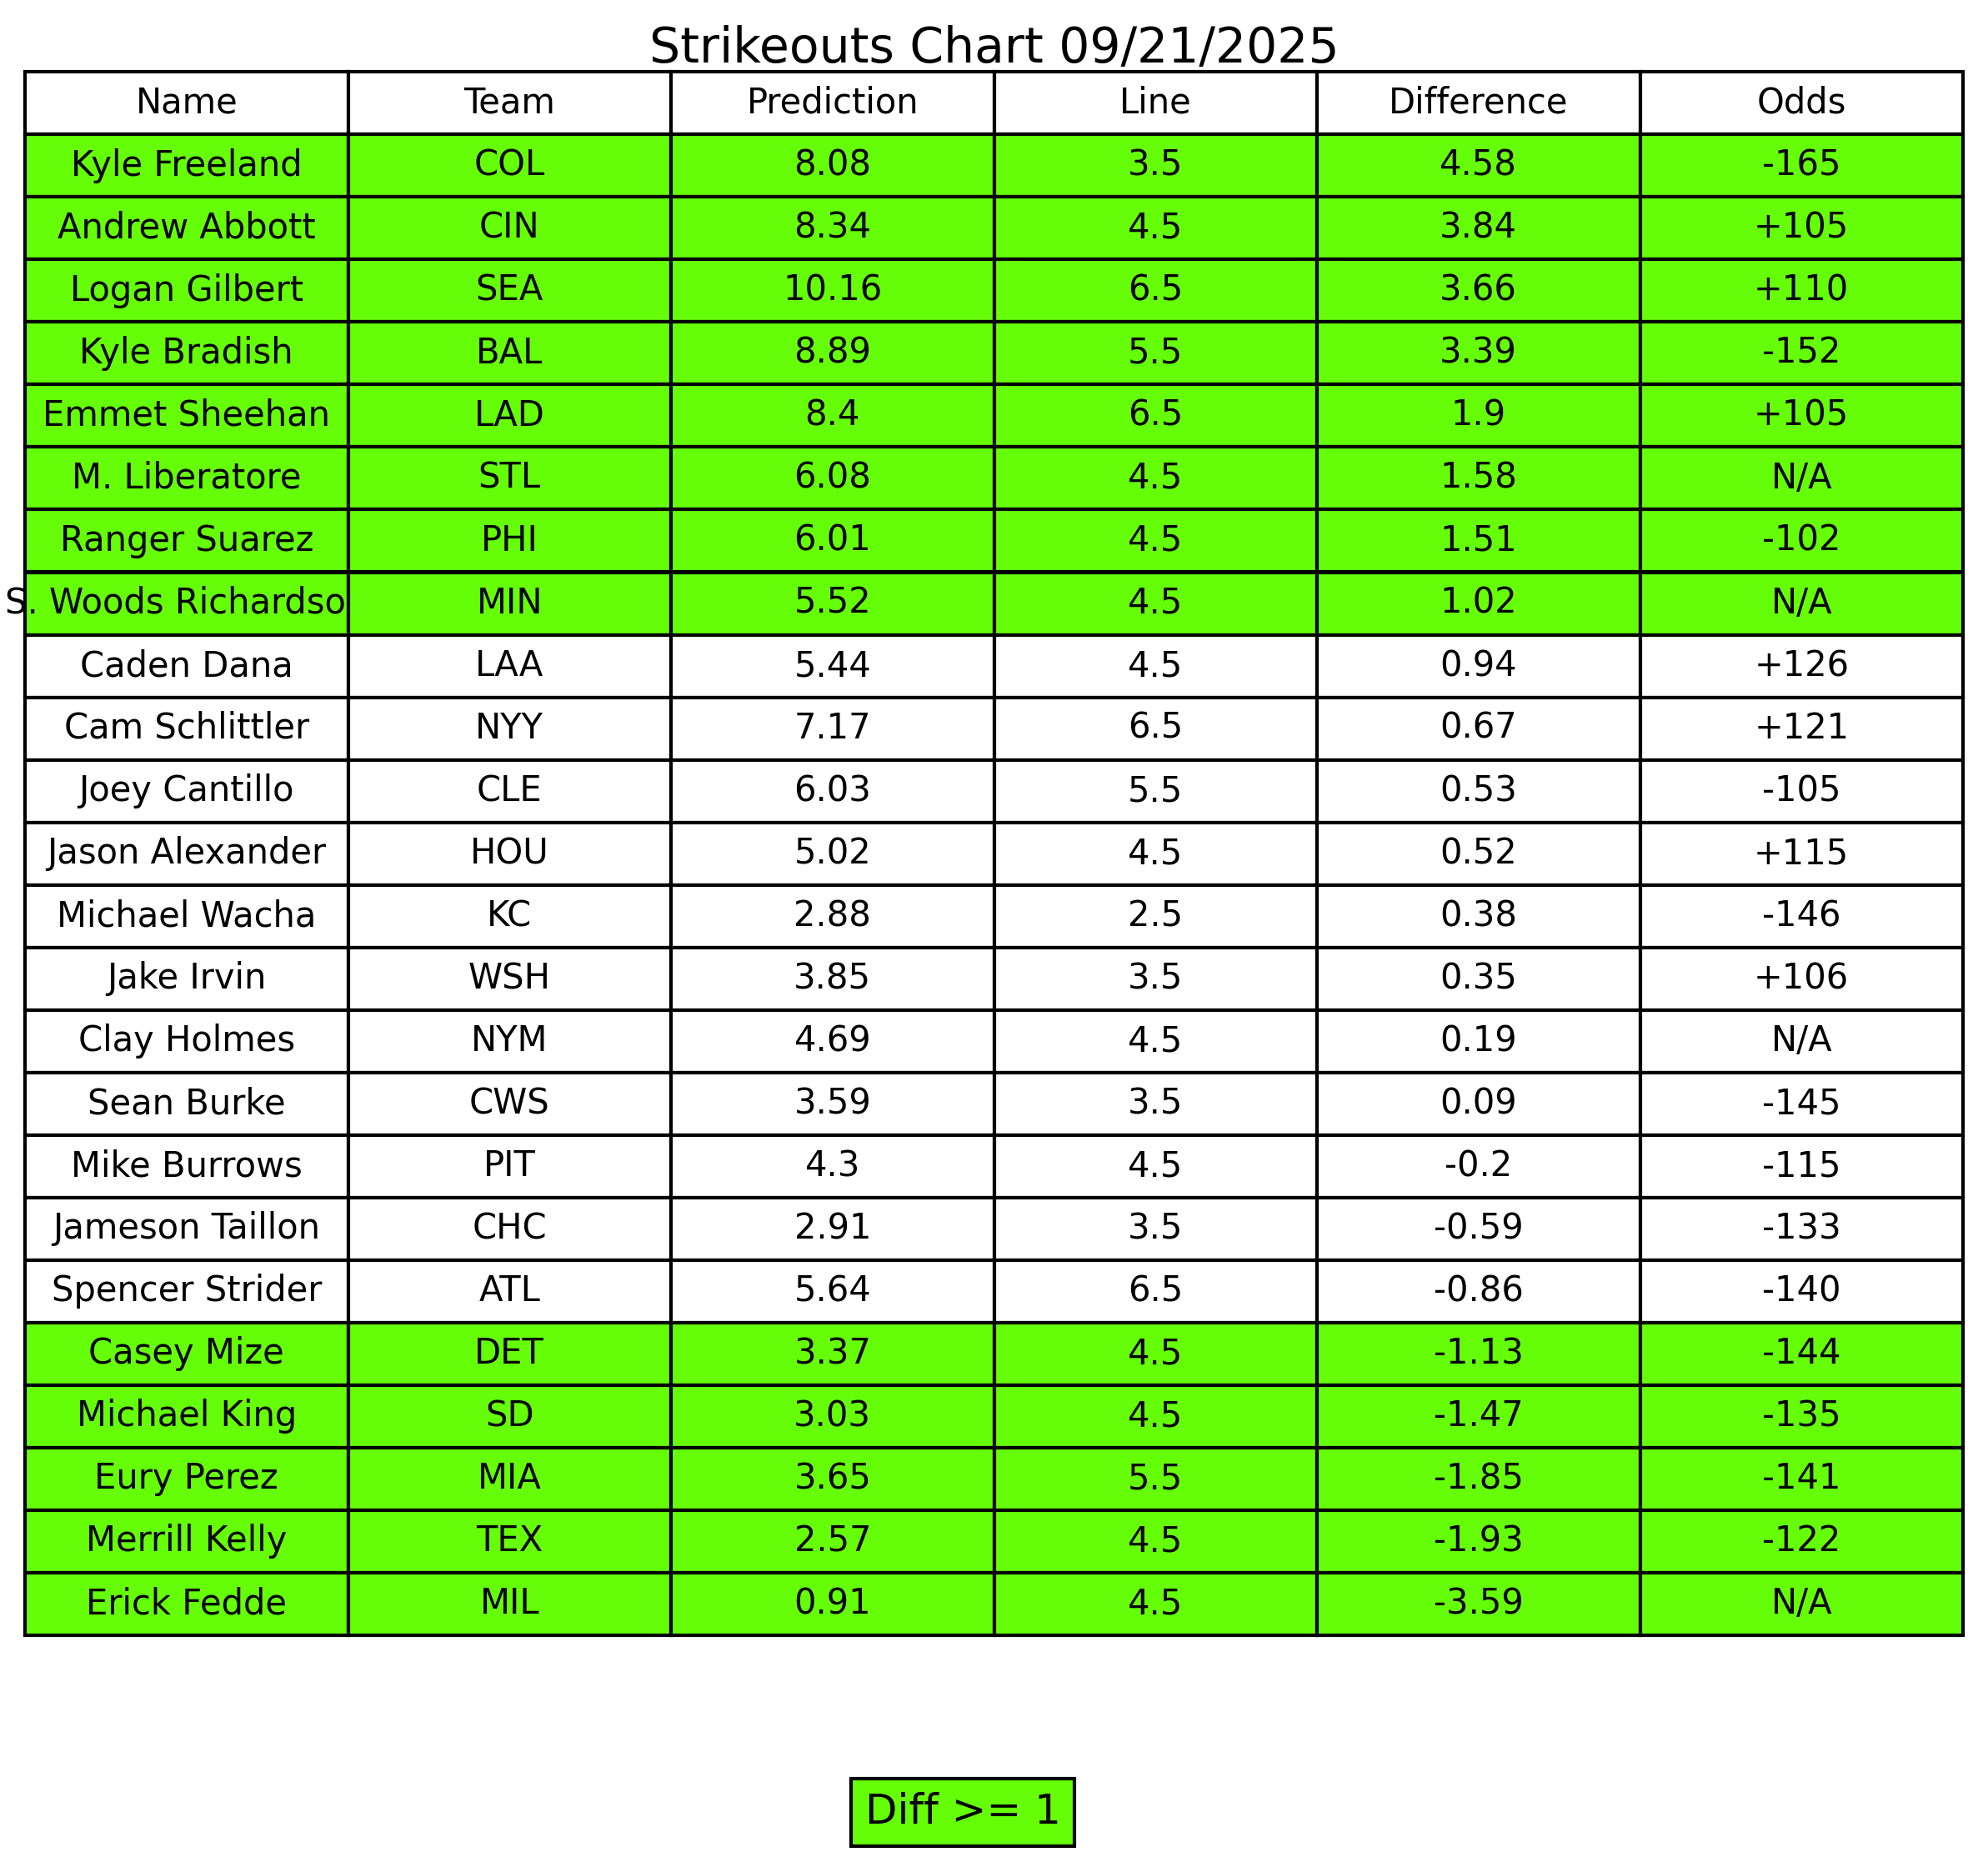 Strikeouts Chart 09/21/2025
Name Team Prediction Line Difference Odds
Kyle Freeland COL 8.08 3.5 4.58 -165
Andrew Abbott CIN 8.34 4.5 3.84 +105
Logan Gilbert SEA 10.16 6.5 3.66 +110
Kyle Bradish BAL 8.89 5.5 3.39 -152
Emmet Sheehan LAD 8.4 6.5 1.9 +105
M. Liberatore STL 6.08 4.5 1.58 N/A
Ranger Suarez PHI 6.01 4.5 1.51 -102
S. Woods Richardso MIN 5.52 4.5 1.02 N/A
Caden Dana LAA 5.44 4.5 0.94 +126
Cam Schlittler NYY 7.17 6.5 0.67 +121
Joey Cantillo CLE 6.03 5.5 0.53 -105
Jason Alexander HOU 5.02 4.5 0.52 +115
Michael Wacha KC 2.88 2.5 0.38 -146
Jake Irvin WSH 3.85 3.5 0.35 +106
Clay Holmes NYM 4.69 4.5 0.19 N/A
Sean Burke CWS 3.59 3.5 0.09 -145
Mike Burrows PIT 4.3 4.5 -0.2 -115
Jameson Taillon CHC 2.91 3.5 -0.59 -133
Spencer Strider ATL 5.64 6.5 -0.86 -140
Casey Mize DET 3.37 4.5 -1.13 -144
Michael King SD 3.03 4.5 -1.47 -135
Eury Perez MIA 3.65 5.5 -1.85 -141
Merrill Kelly TEX 2.57 4.5 -1.93 -122
Erick Fedde MIL 0.91 4.5 -3.59 N/A
Diff >= 1